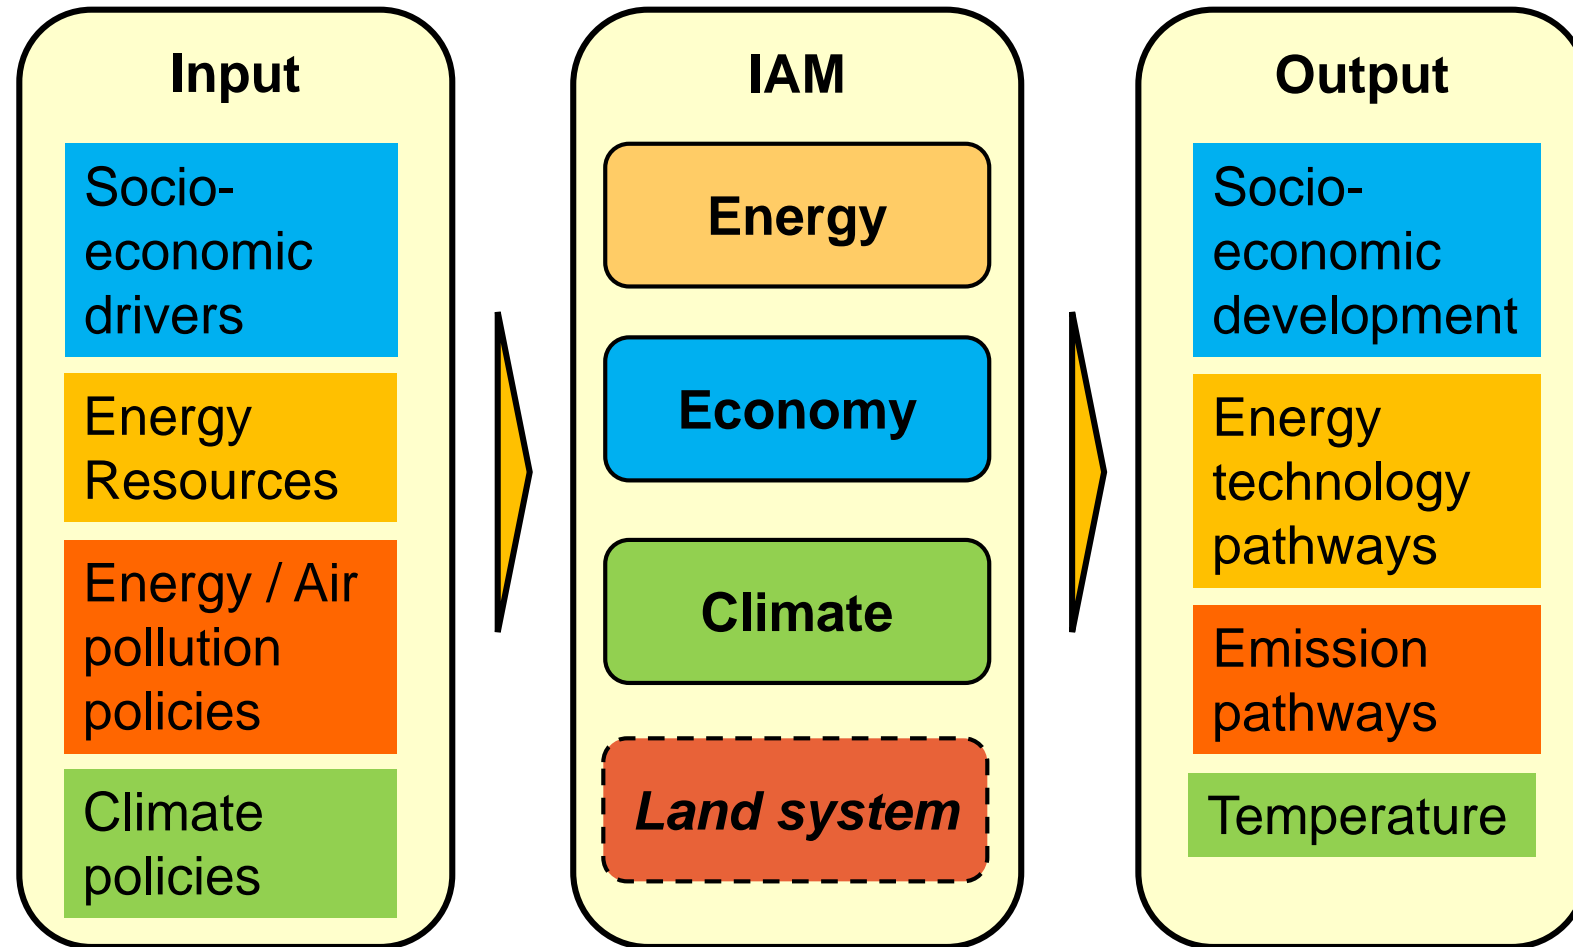 Input
Socio-
economic
drivers
Energy
Resources
Energy / Air
pollution
policies
Climate
policies
IAM
Energy
Economy
Climate
Land system
Output
Socio-
economic
development
Energy
technology
pathways
Emission
pathways
Temperature